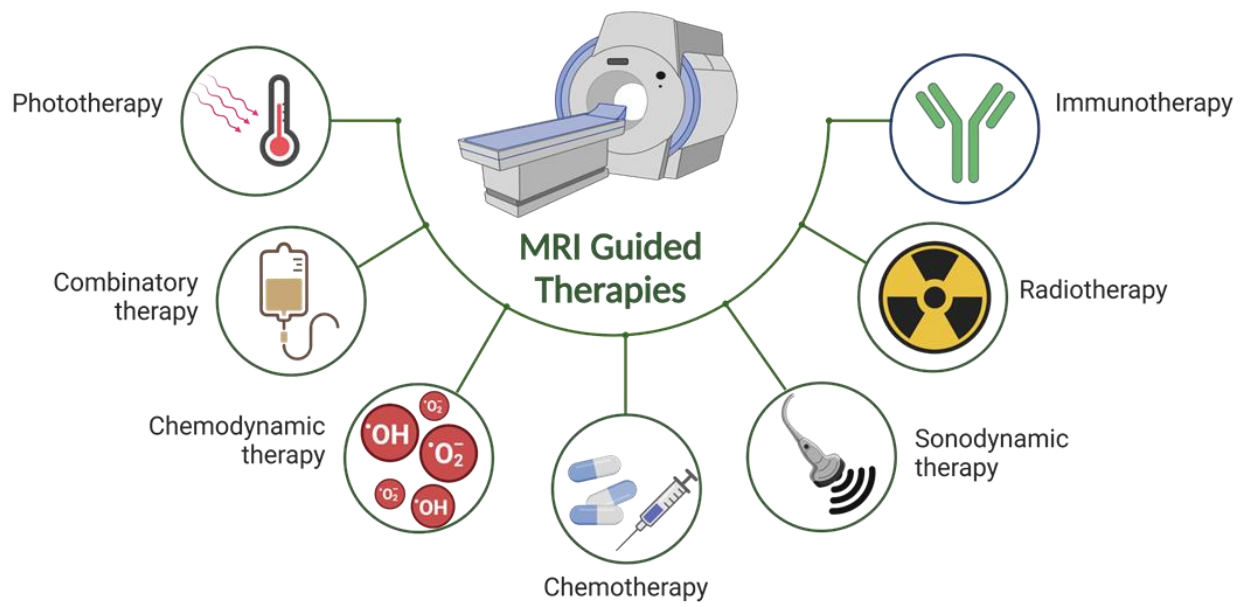 MRI Guided
Therapies
Phototherapy
Combinatory
therapy
Chemodynamic
therapy
•OH
•O₂⁻
•O₂⁻
•O₂⁻
•OH
Chemotherapy
Sonodynamic
therapy
Radiotherapy
Immunotherapy